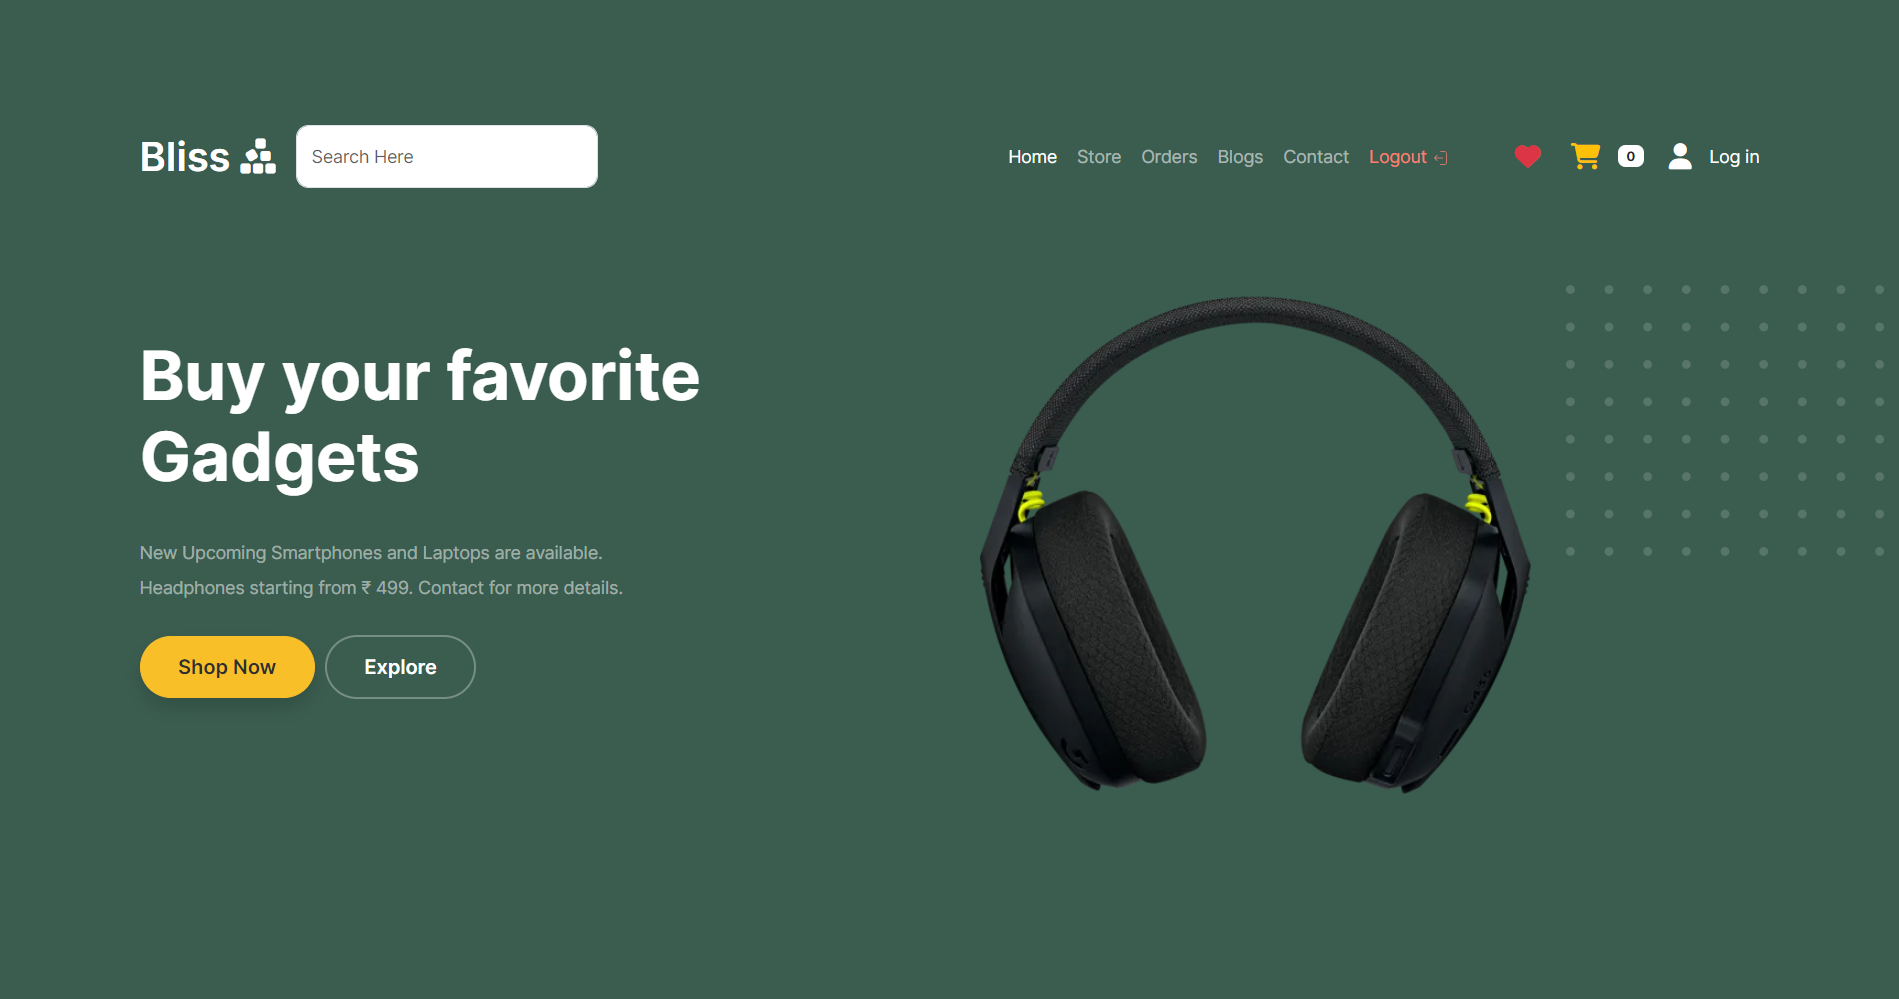 Bliss
Search Here
Home Store Orders Blogs Contact Logout 0 Log in
Buy your favorite
Gadgets
New Upcoming Smartphones and Laptops are available.
Headphones starting from ₹ 499. Contact for more details.
Shop Now Explore